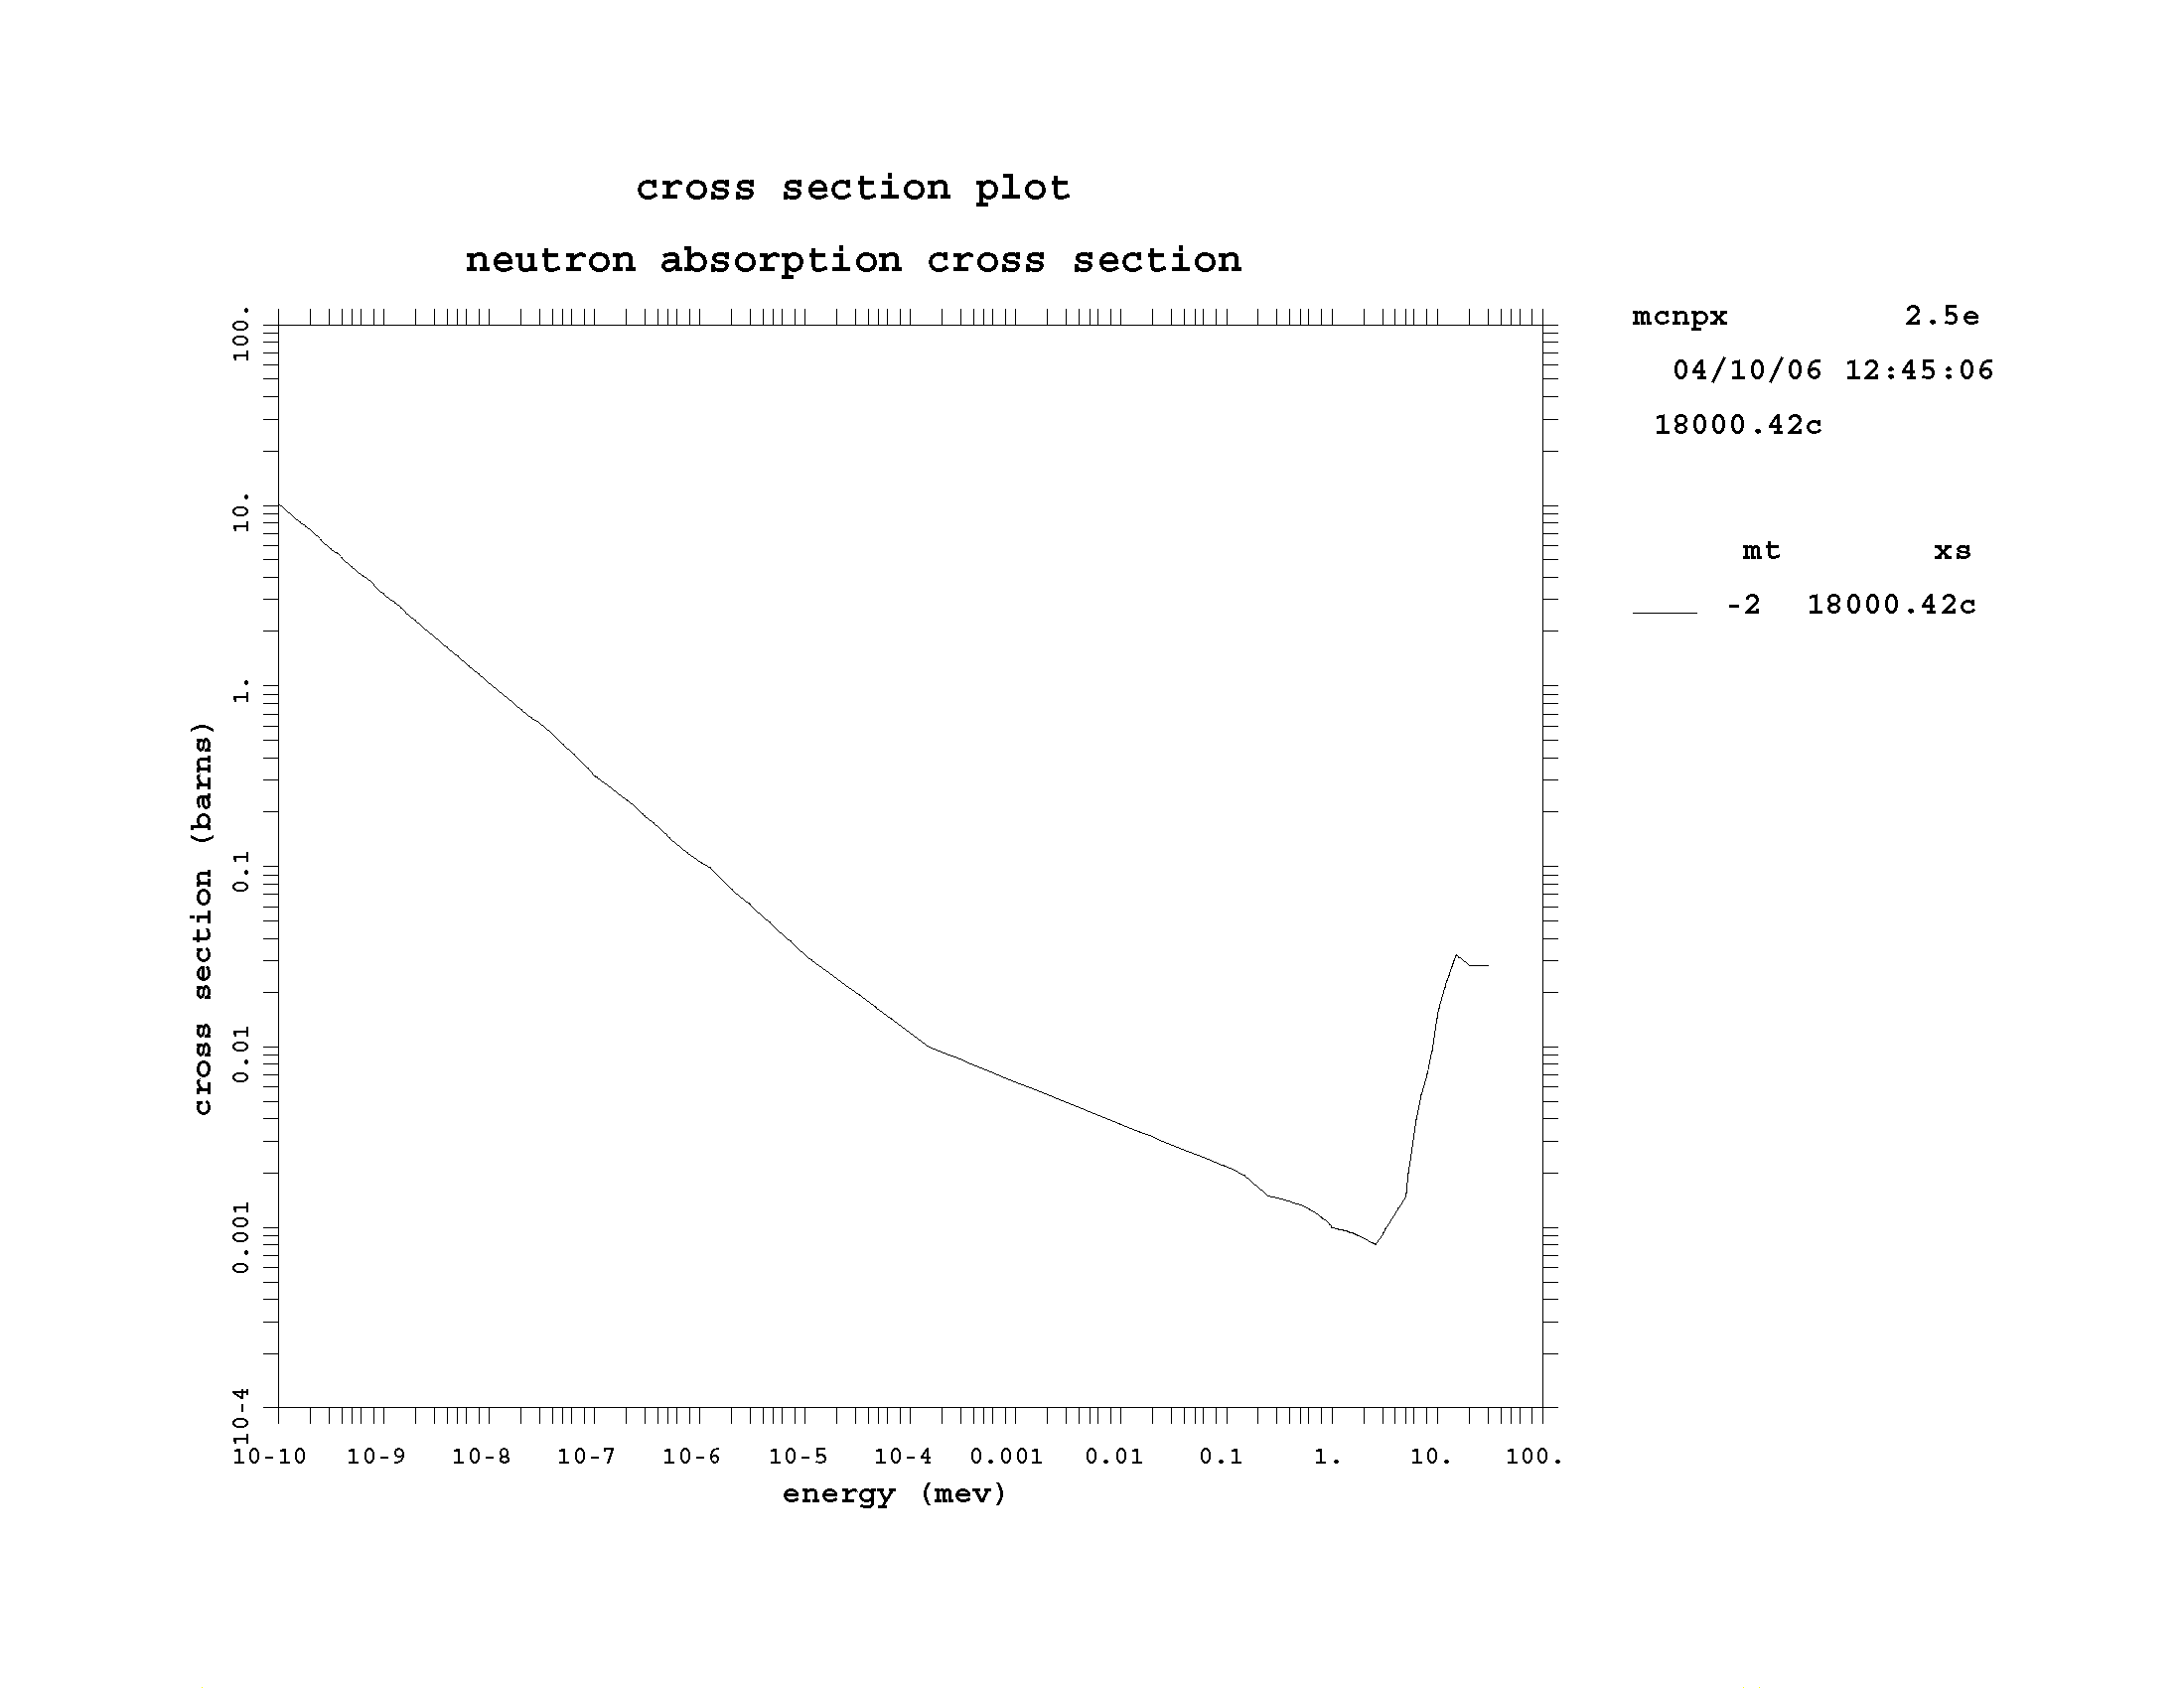 cross section plot
neutron absorption cross section
mcnpx 2.5e
04/10/06 12:45:06
18000.42c
mt xs
-2 18000.42c
cross section (barns)
100.
10.
1.
0.1
0.01
0.001
10-4
10-10 10-9 10-8 10-7 10-6 10-5 10-4 0.001 0.01 0.1 1. 10. 100.
energy (mev)